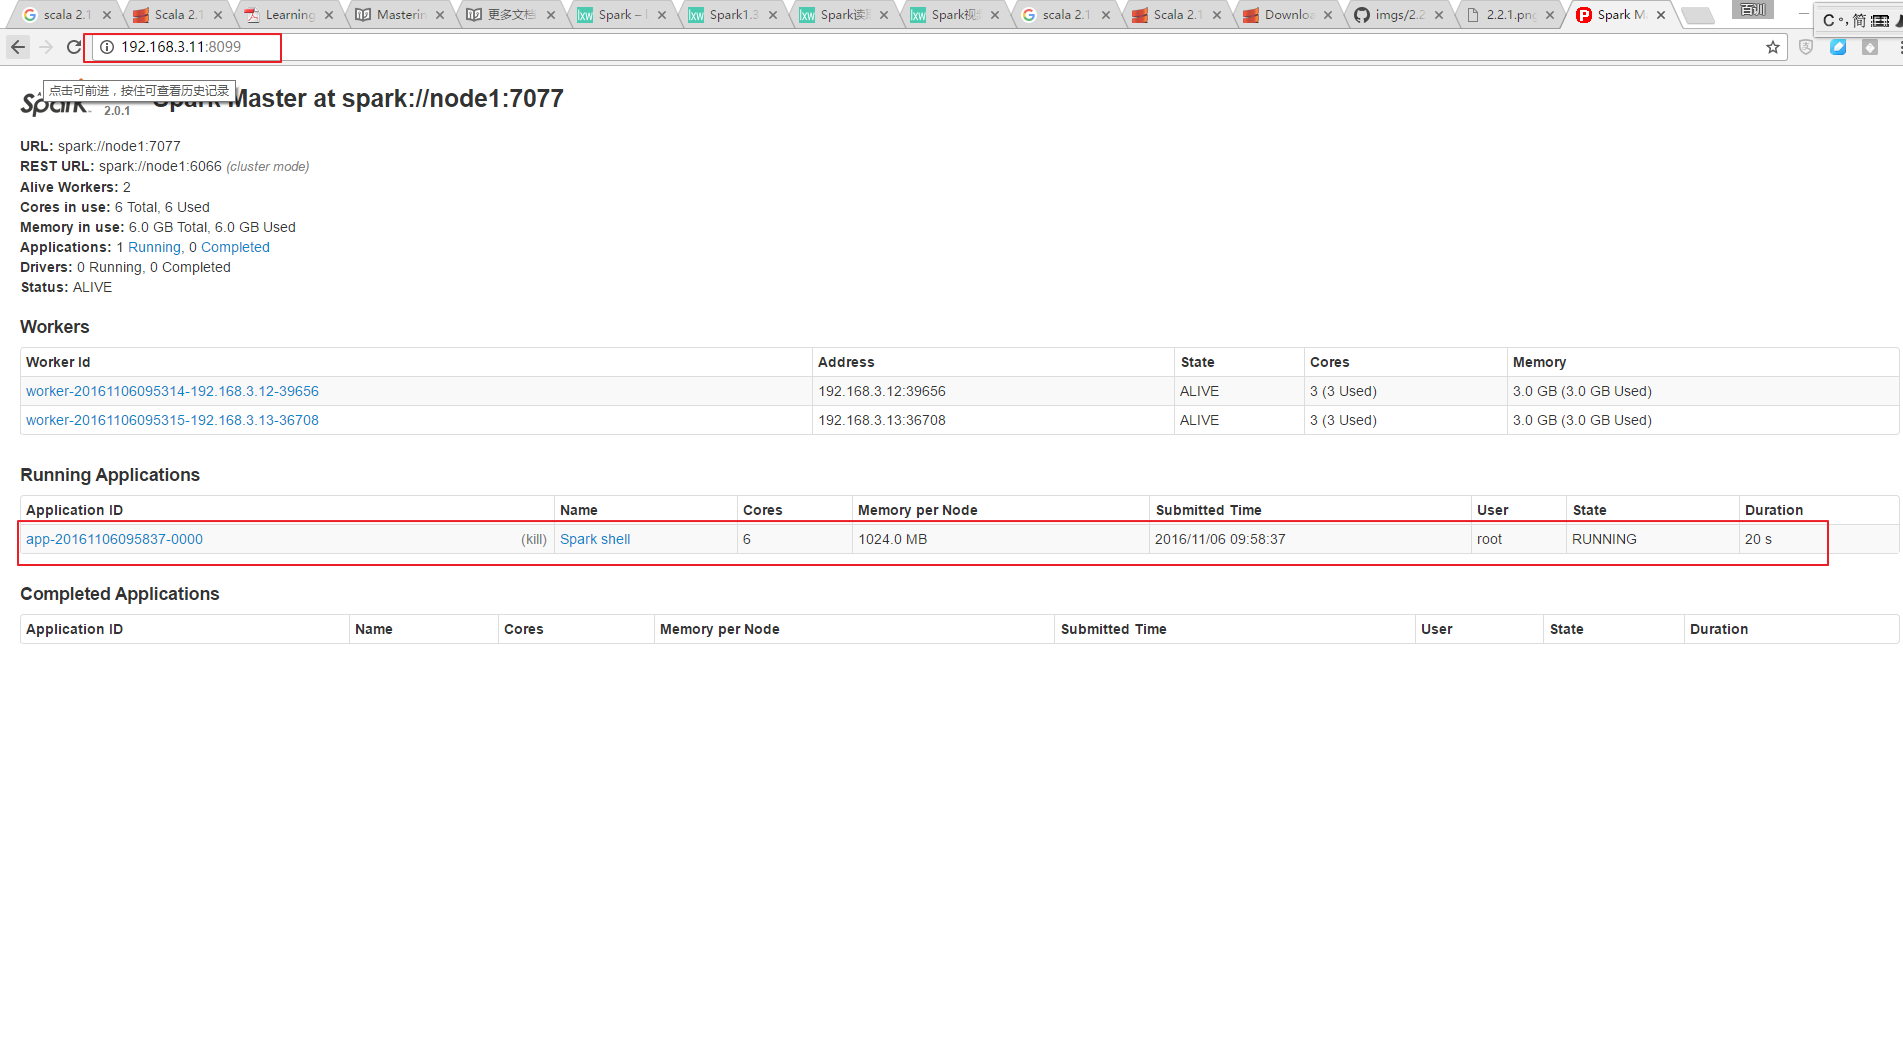 scala 2.1
Scala 2.1
Learning
Masterin
更多文档
Spark – l
Spark1.3
Spark读
Spark视
scala 2.1
Scala 2.1
Downloa
imgs/2.2
2.2.1.png
Spark M
百训
C 简
192.168.3.11:8099
点击可前进，按住可查看历史记录
Spark 2.0.1 Spark Master at spark://node1:7077
URL: spark://node1:7077
REST URL: spark://node1:6066 (cluster mode)
Alive Workers: 2
Cores in use: 6 Total, 6 Used
Memory in use: 6.0 GB Total, 6.0 GB Used
Applications: 1 Running, 0 Completed
Drivers: 0 Running, 0 Completed
Status: ALIVE
Workers
Worker Id Address State Cores Memory
worker-20161106095314-192.168.3.12-39656 192.168.3.12:39656 ALIVE 3 (3 Used) 3.0 GB (3.0 GB Used)
worker-20161106095315-192.168.3.13-36708 192.168.3.13:36708 ALIVE 3 (3 Used) 3.0 GB (3.0 GB Used)
Running Applications
Application ID Name Cores Memory per Node Submitted Time User State Duration
app-20161106095837-0000 (kill) Spark shell 6 1024.0 MB 2016/11/06 09:58:37 root RUNNING 20 s
Completed Applications
Application ID Name Cores Memory per Node Submitted Time User State Duration